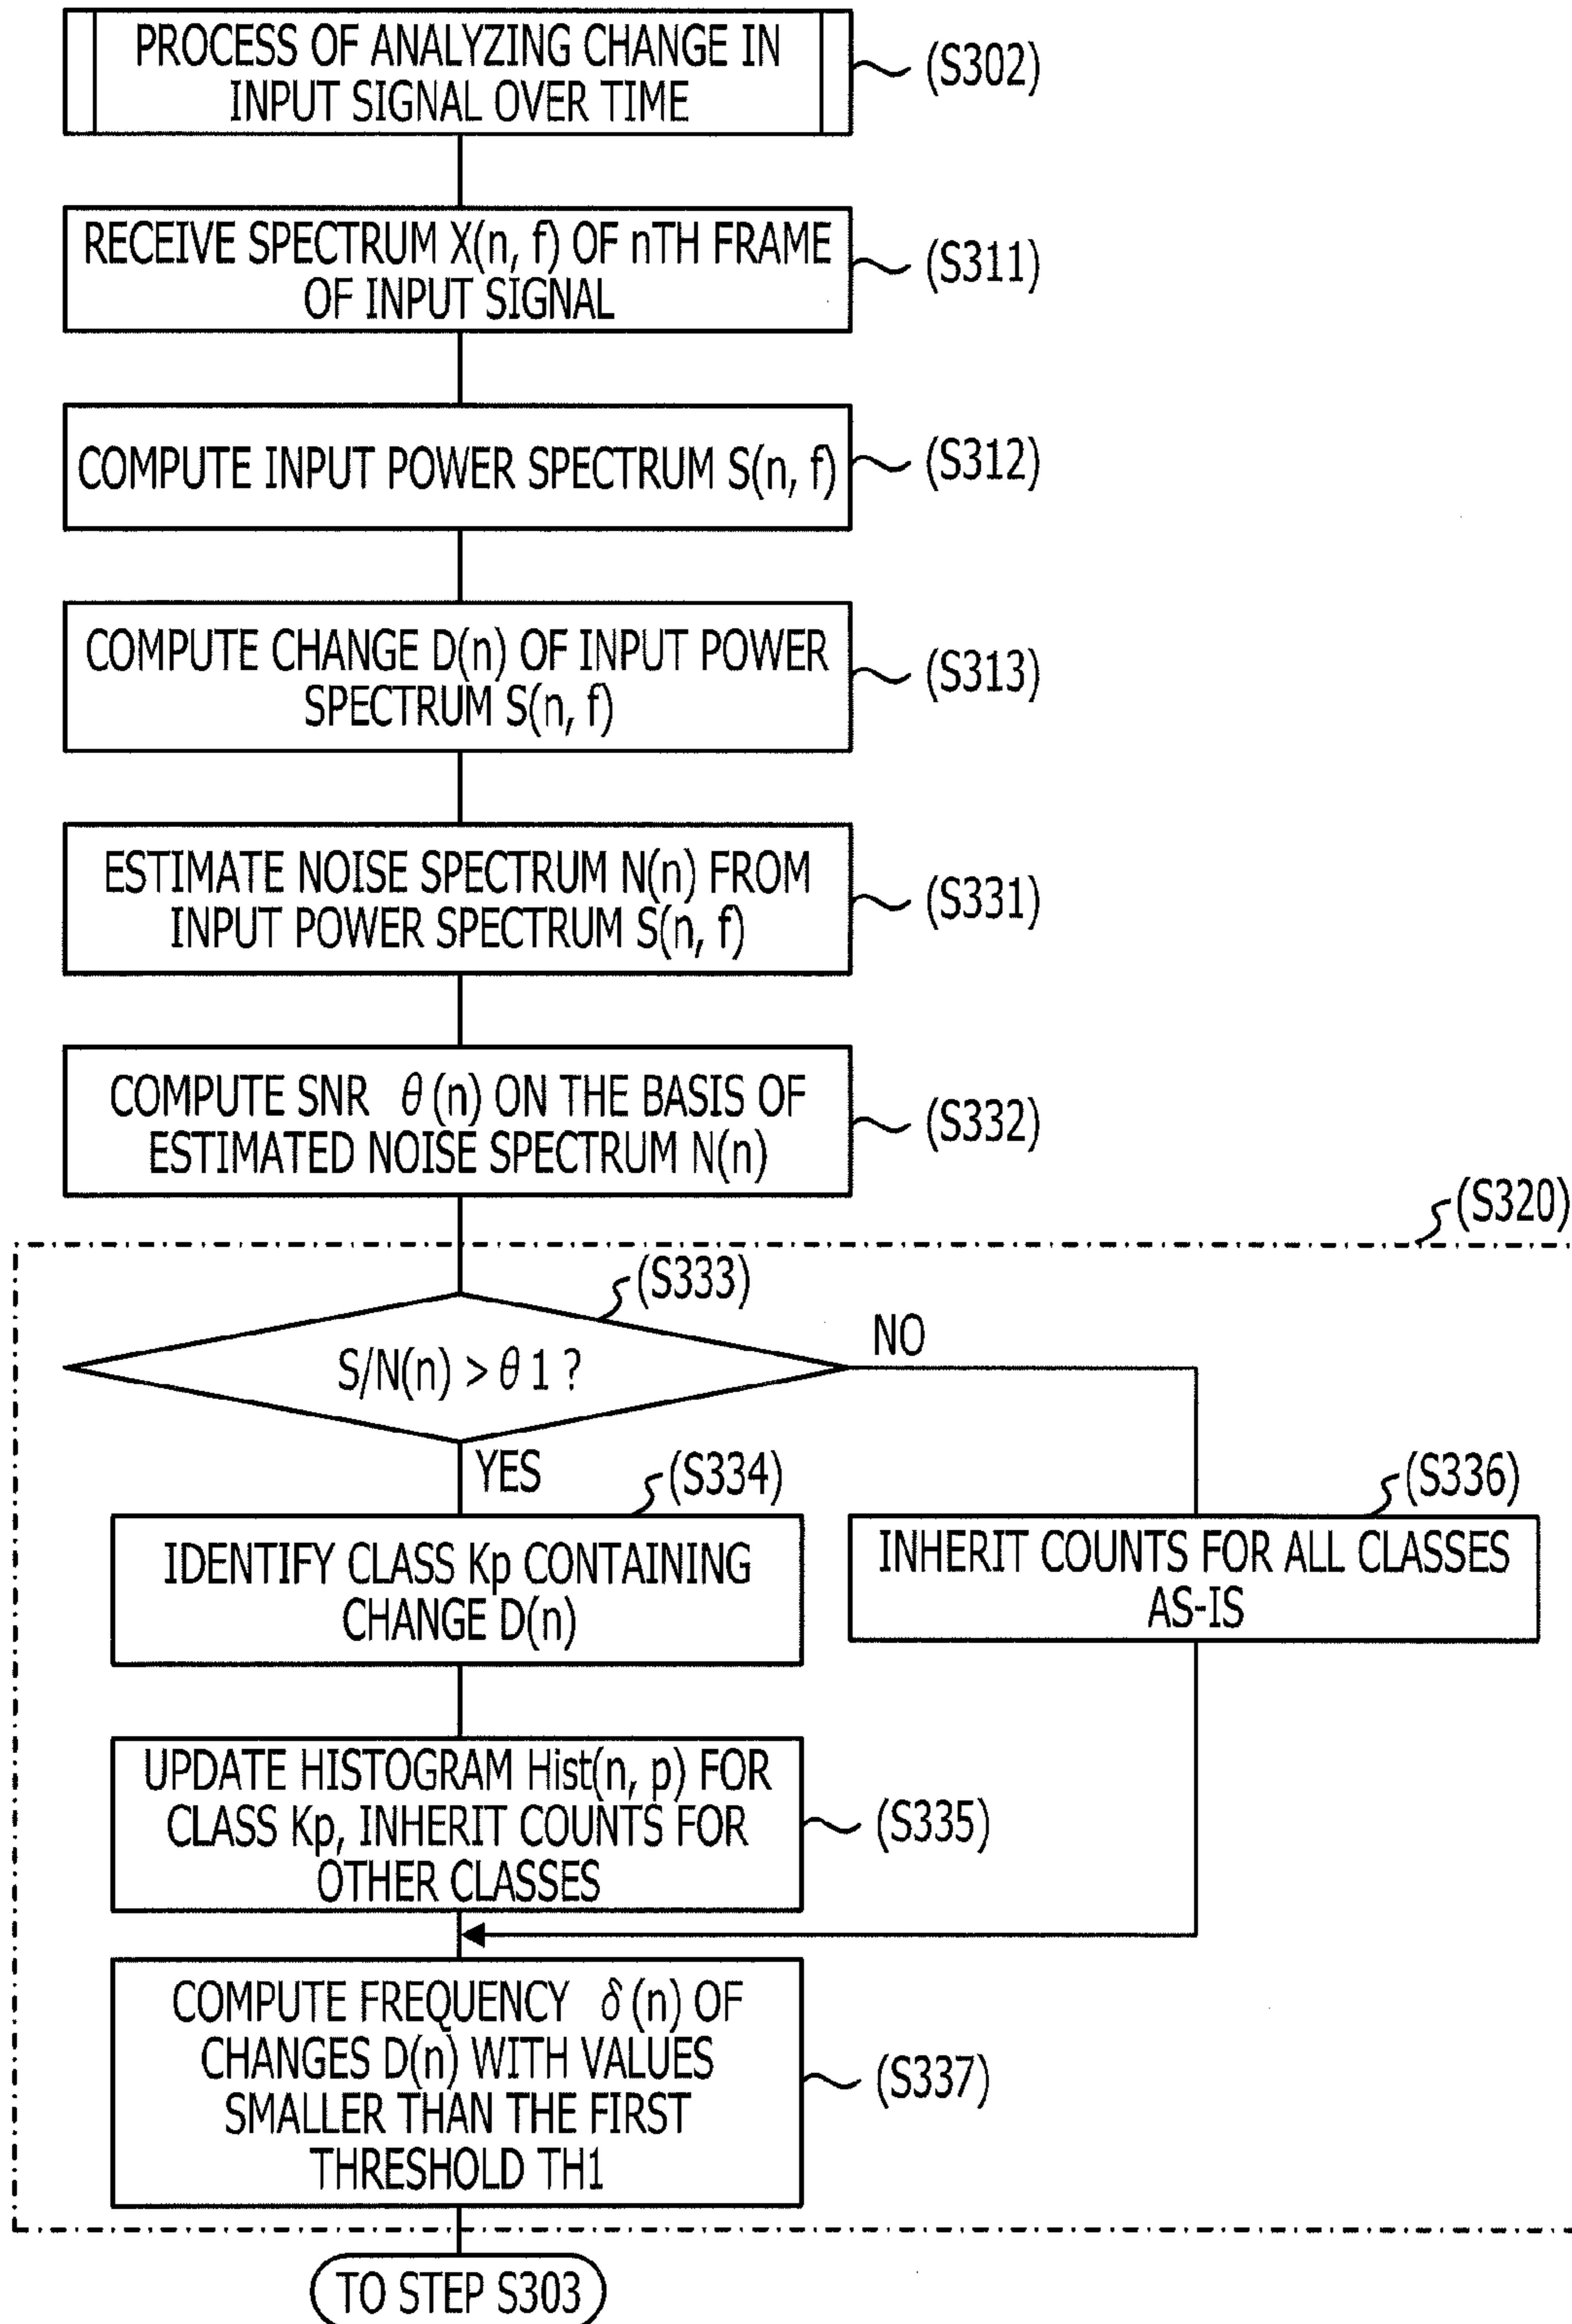 PROCESS OF ANALYZING CHANGE IN
INPUT SIGNAL OVER TIME
(S302)
RECEIVE SPECTRUM X(n, f) OF nTH FRAME
OF INPUT SIGNAL
(S311)
COMPUTE INPUT POWER SPECTRUM S(n, f)
(S312)
COMPUTE CHANGE D(n) OF INPUT POWER
SPECTRUM S(n, f)
(S313)
ESTIMATE NOISE SPECTRUM N(n) FROM
INPUT POWER SPECTRUM S(n, f)
(S331)
COMPUTE SNR θ(n) ON THE BASIS OF
ESTIMATED NOISE SPECTRUM N(n)
(S332)
(S320)
(S333)
S/N(n) > θ1 ?
NO
YES
(S334)
IDENTIFY CLASS Kp CONTAINING
CHANGE D(n)
(S336)
INHERIT COUNTS FOR ALL CLASSES
AS-IS
UPDATE HISTOGRAM Hist(n, p) FOR
CLASS Kp, INHERIT COUNTS FOR
OTHER CLASSES
(S335)
COMPUTE FREQUENCY δ(n) OF
CHANGES D(n) WITH VALUES
SMALLER THAN THE FIRST
THRESHOLD TH1
(S337)
TO STEP S303